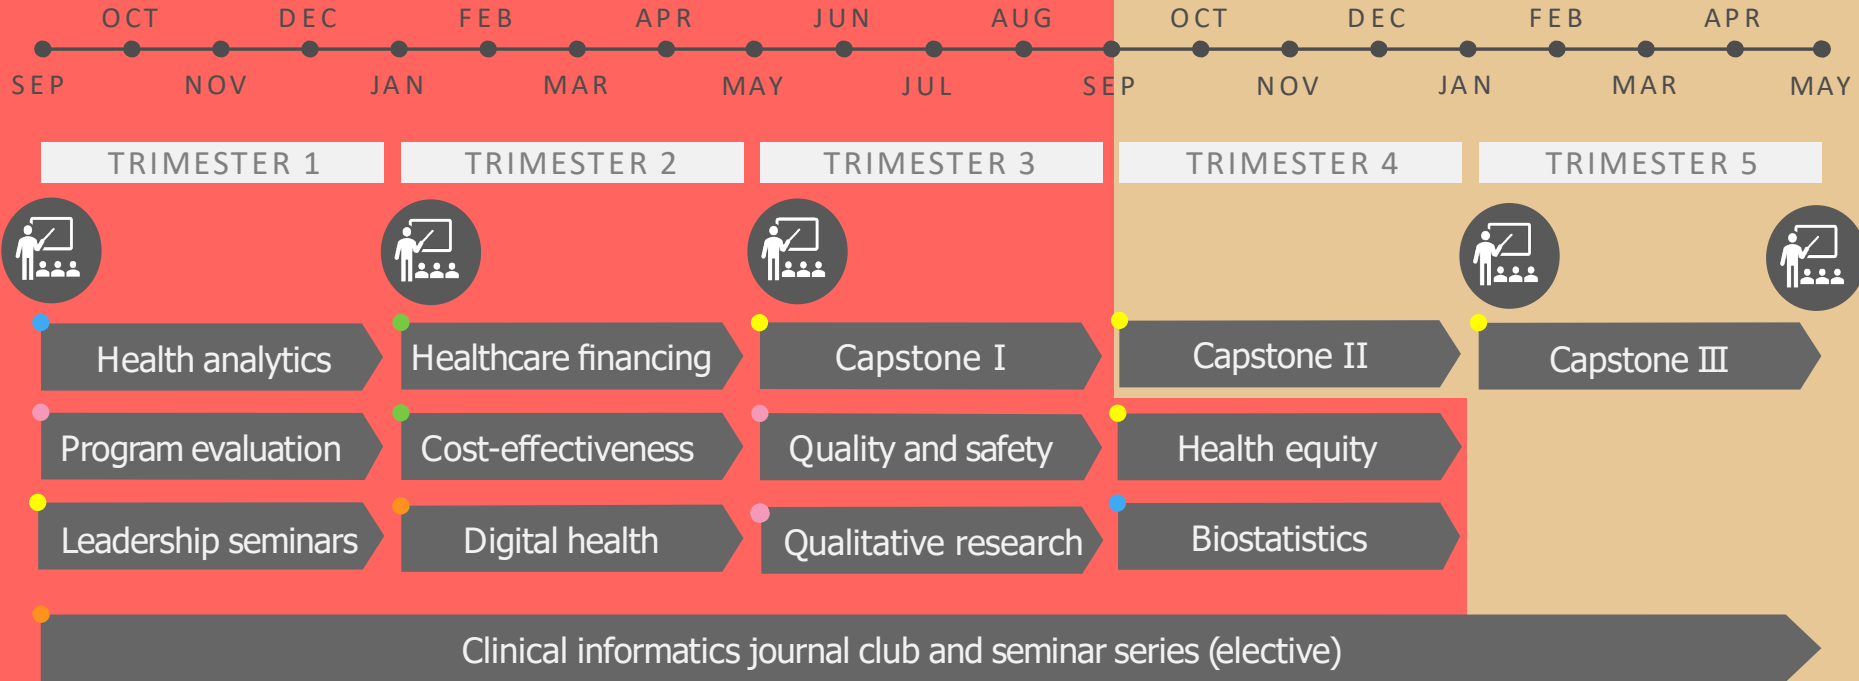 OCT DEC FEB APR JUN AUG OCT DEC FEB APR
SEP NOV JAN MAR MAY JUL SEP NOV JAN MAR MAY
TRIMESTER 1 TRIMESTER 2 TRIMESTER 3 TRIMESTER 4 TRIMESTER 5
Health analytics Healthcare financing Capstone I Capstone II Capstone III
Program evaluation Cost-effectiveness Quality and safety Health equity
Leadership seminars Digital health Qualitative research Biostatistics
Clinical informatics journal club and seminar series (elective)